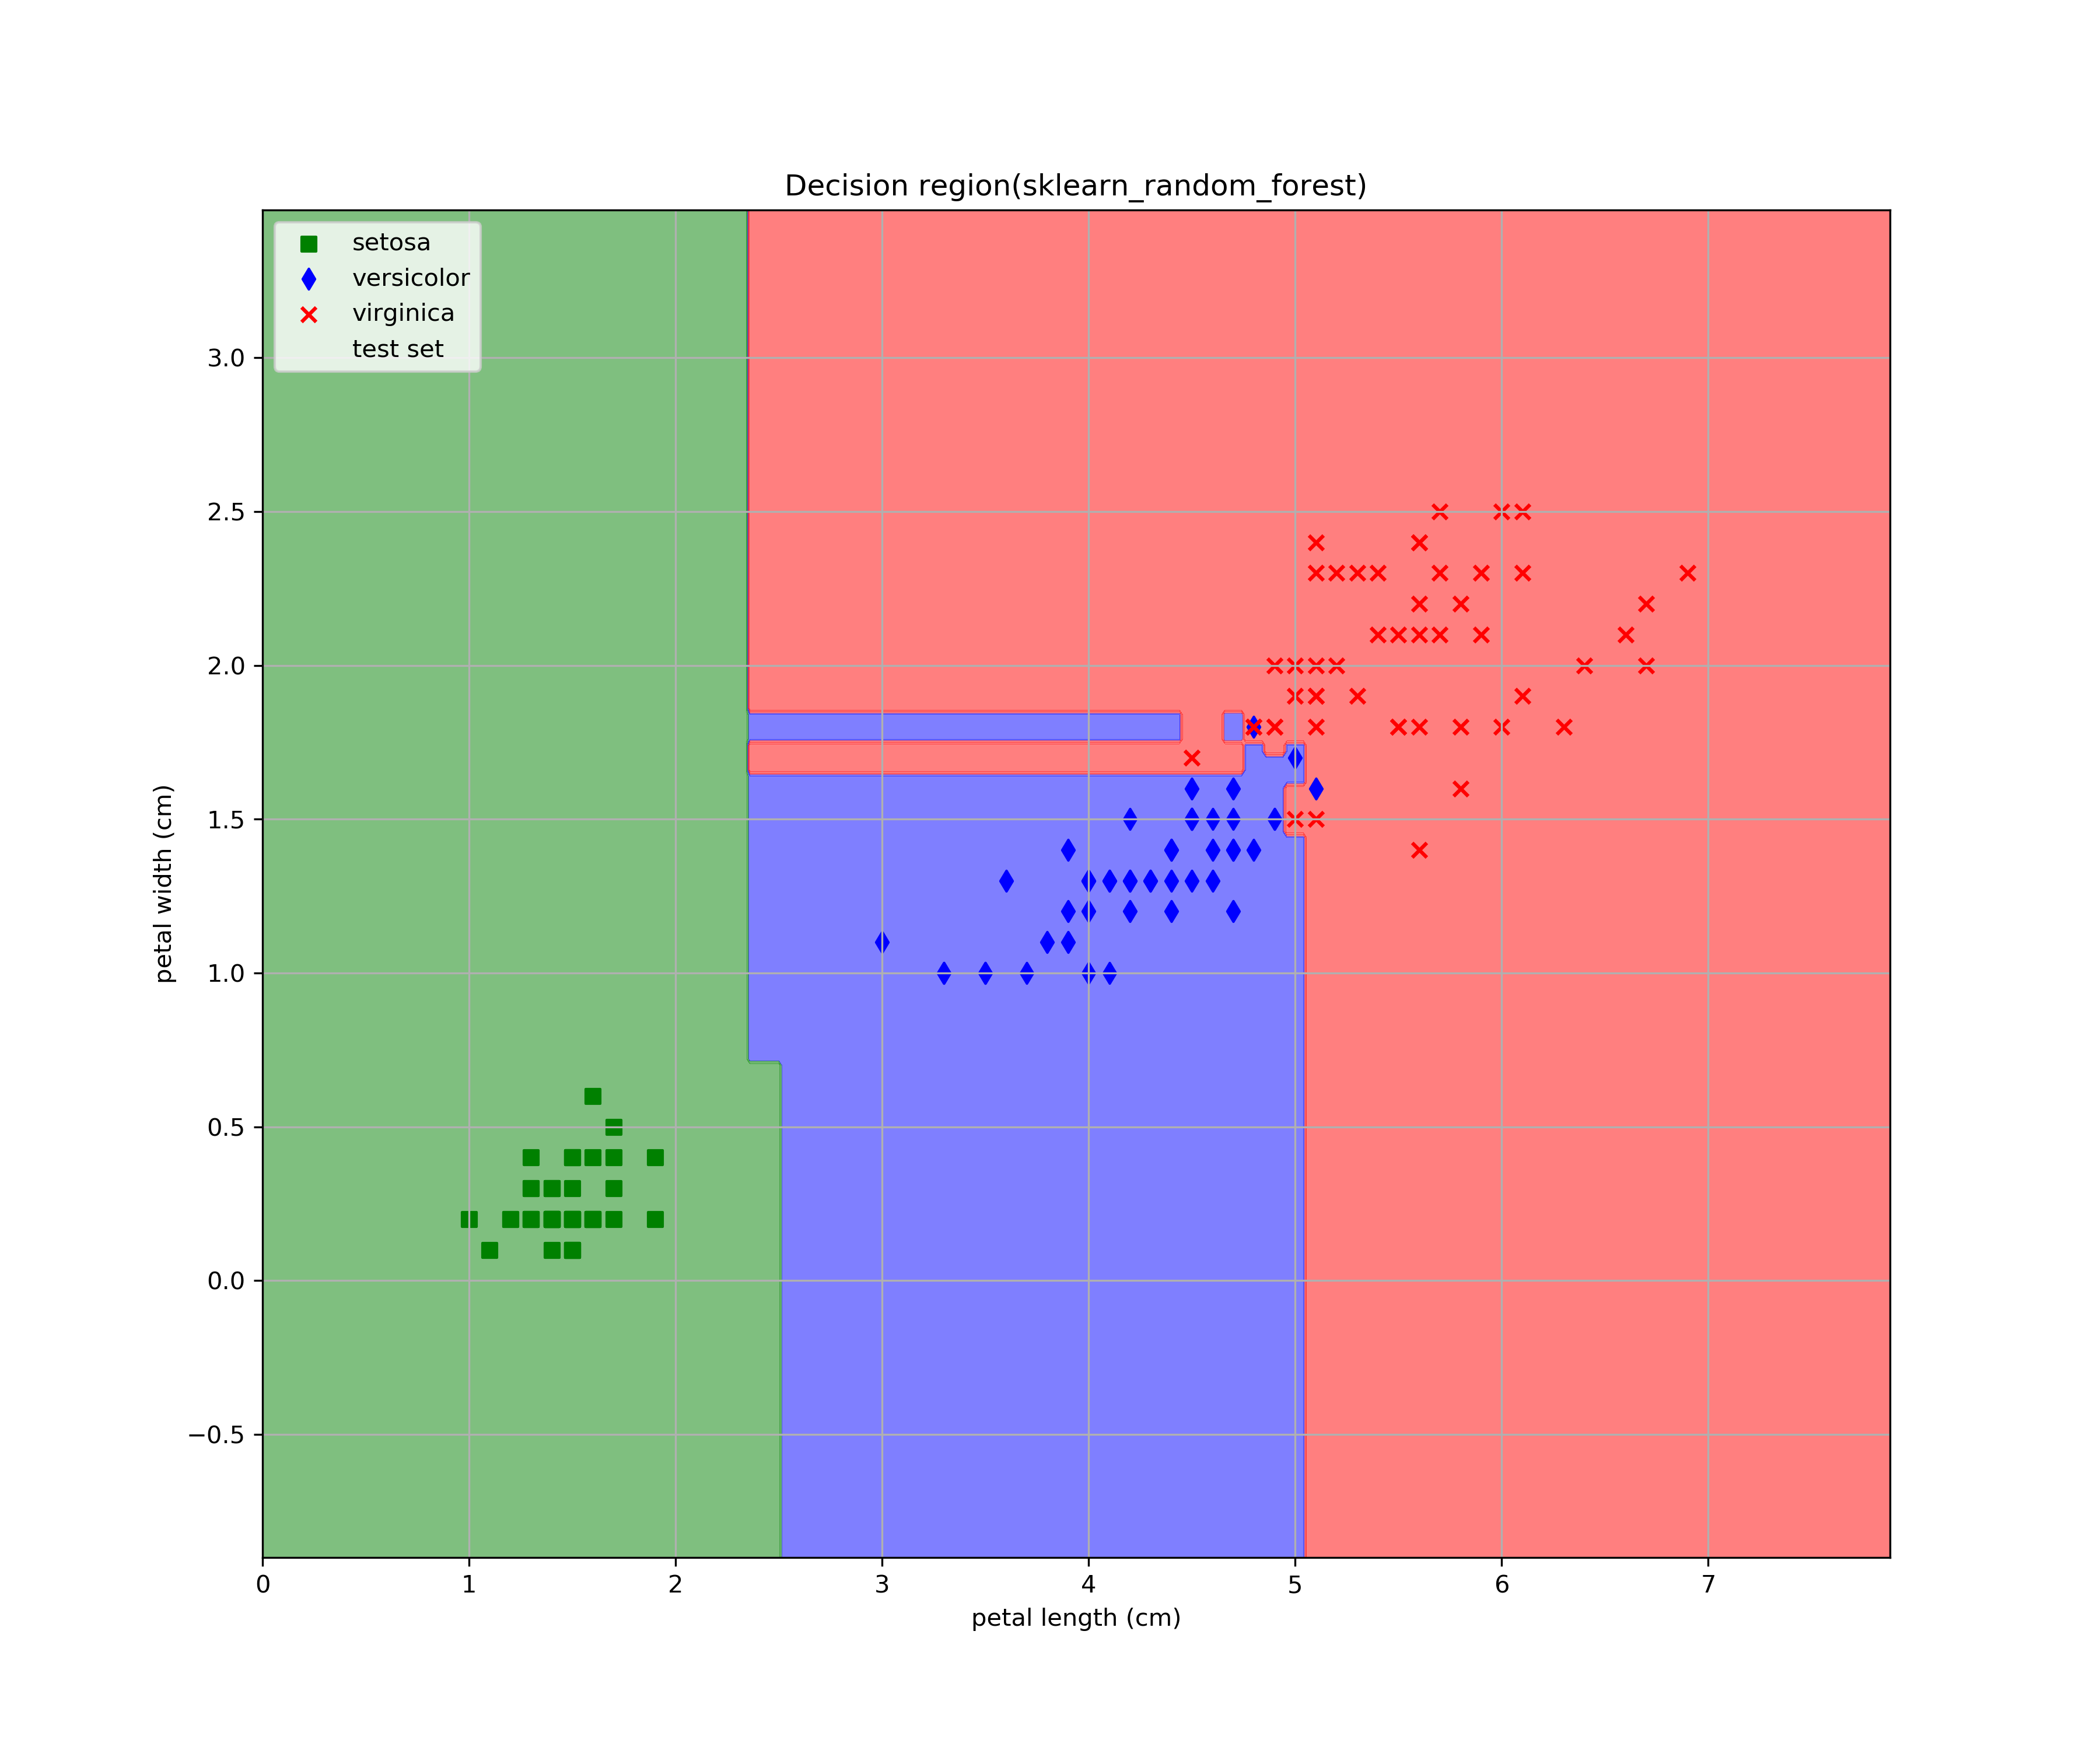 Decision region(sklearn_random_forest)
setosa
versicolor
virginica
test set
3.0
2.5
2.0
1.5
1.0
0.5
0.0
−0.5
petal width (cm)
0 1 2 3 4 5 6 7
petal length (cm)